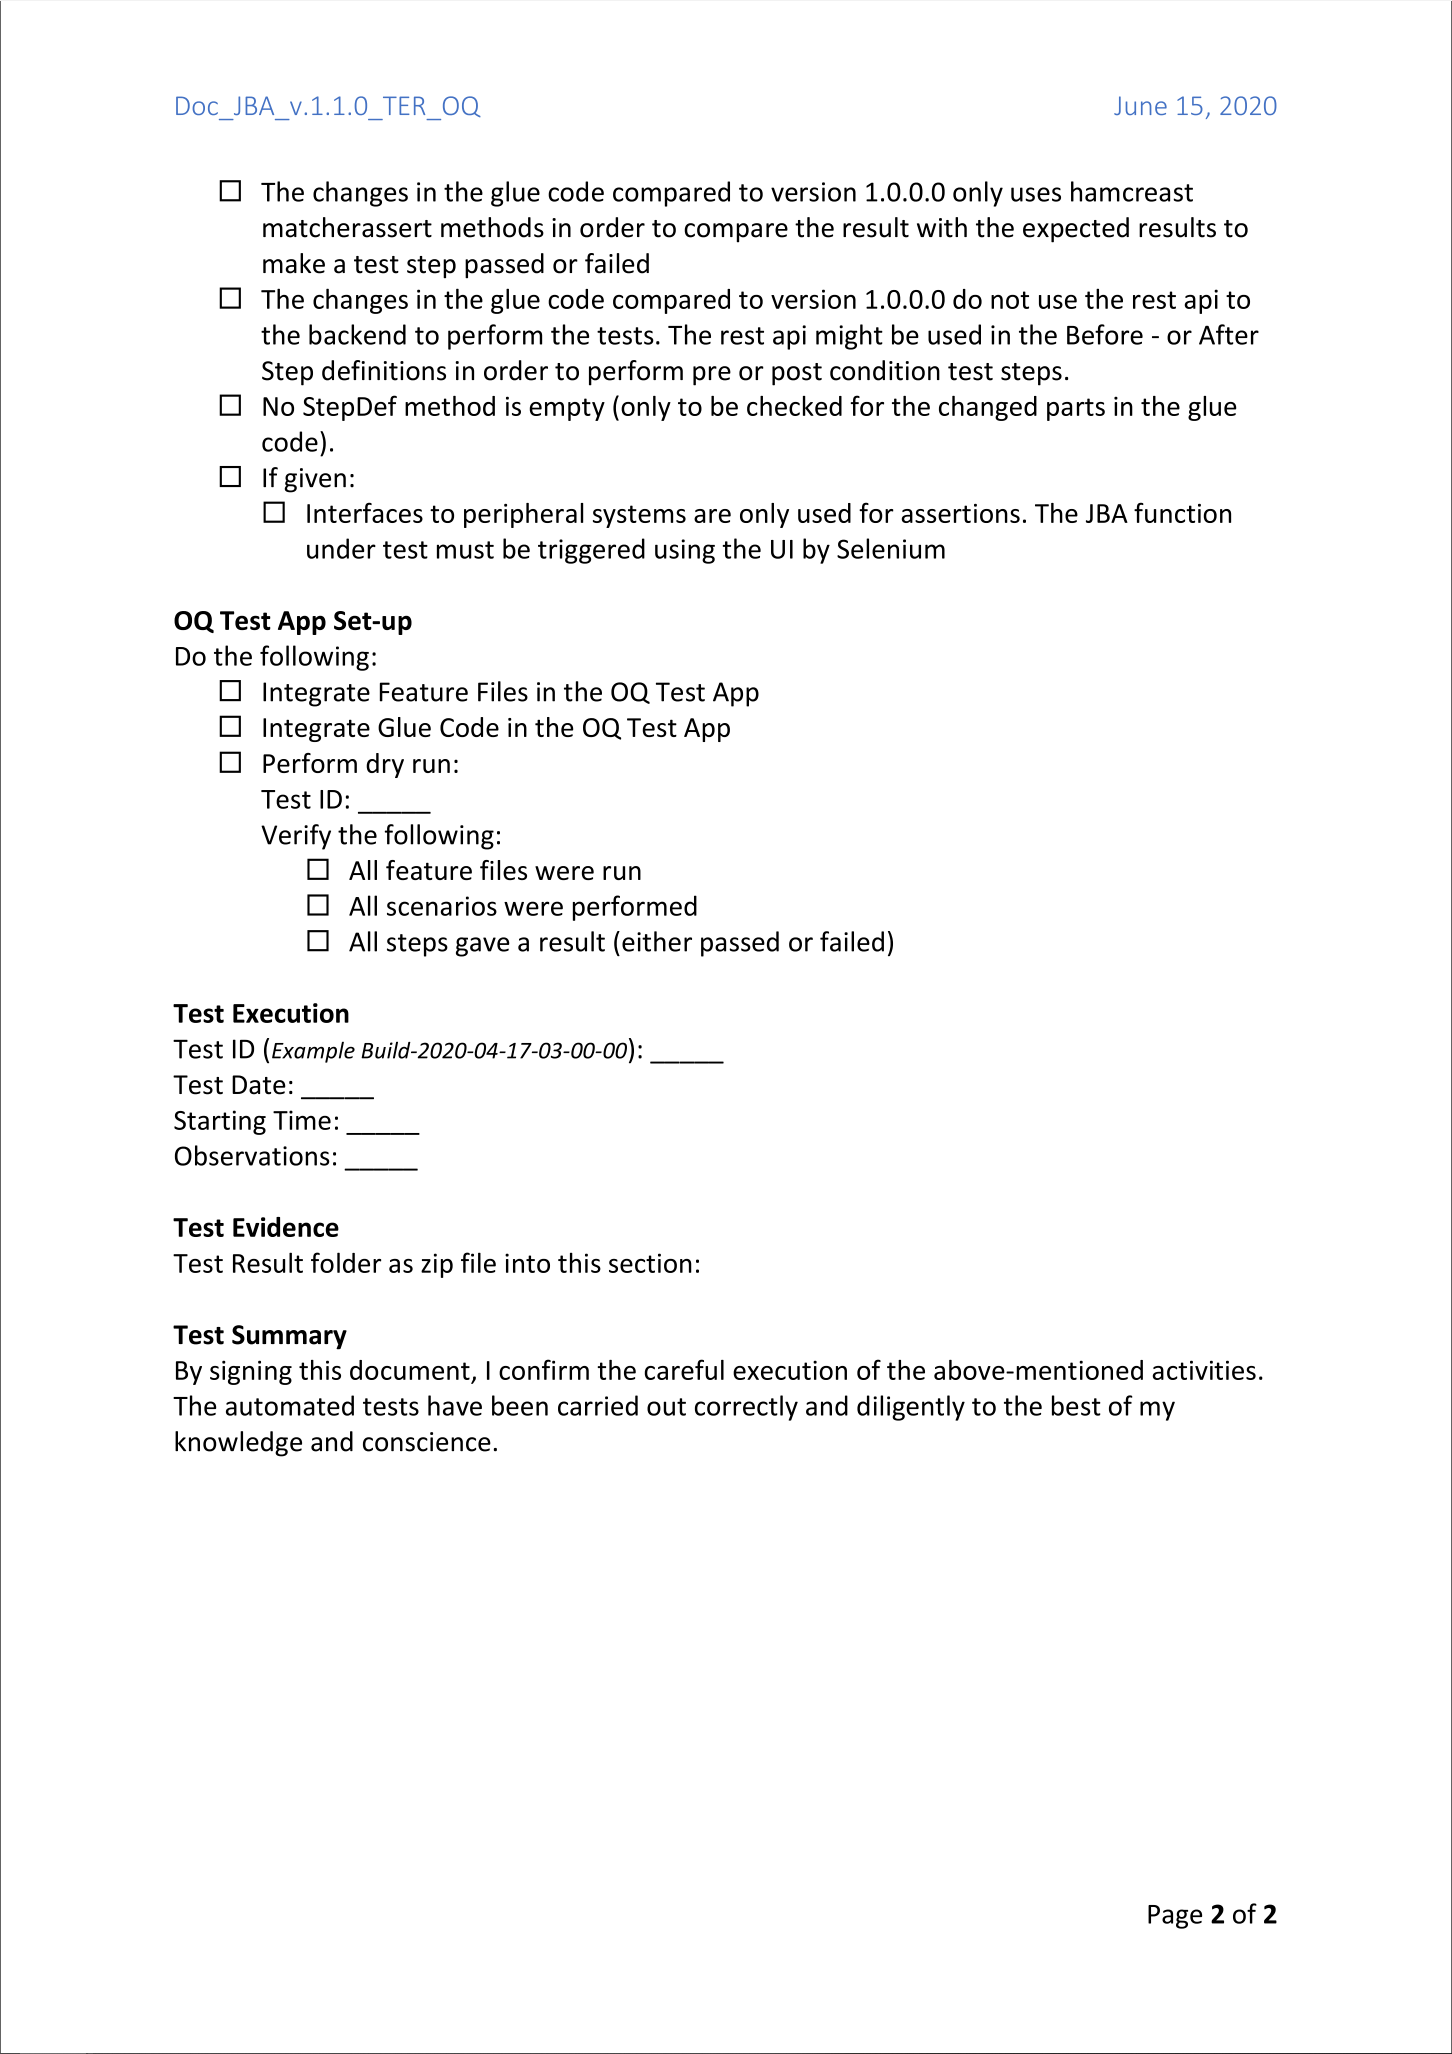 Doc_JBA_v.1.1.0_TER_OQ June 15, 2020
☐ The changes in the glue code compared to version 1.0.0.0 only uses hamcreast
matcherassert methods in order to compare the result with the expected results to
make a test step passed or failed
☐ The changes in the glue code compared to version 1.0.0.0 do not use the rest api to
the backend to perform the tests. The rest api might be used in the Before - or After
Step definitions in order to perform pre or post condition test steps.
☐ No StepDef method is empty (only to be checked for the changed parts in the glue
code).
☐ If given:
☐ Interfaces to peripheral systems are only used for assertions. The JBA function
under test must be triggered using the UI by Selenium
OQ Test App Set-up
Do the following:
☐ Integrate Feature Files in the OQ Test App
☐ Integrate Glue Code in the OQ Test App
☐ Perform dry run:
Test ID: _____
Verify the following:
☐ All feature files were run
☐ All scenarios were performed
☐ All steps gave a result (either passed or failed)
Test Execution
Test ID (Example Build-2020-04-17-03-00-00): _____
Test Date: _____
Starting Time: _____
Observations: _____
Test Evidence
Test Result folder as zip file into this section:
Test Summary
By signing this document, I confirm the careful execution of the above-mentioned activities.
The automated tests have been carried out correctly and diligently to the best of my
knowledge and conscience.
Page 2 of 2